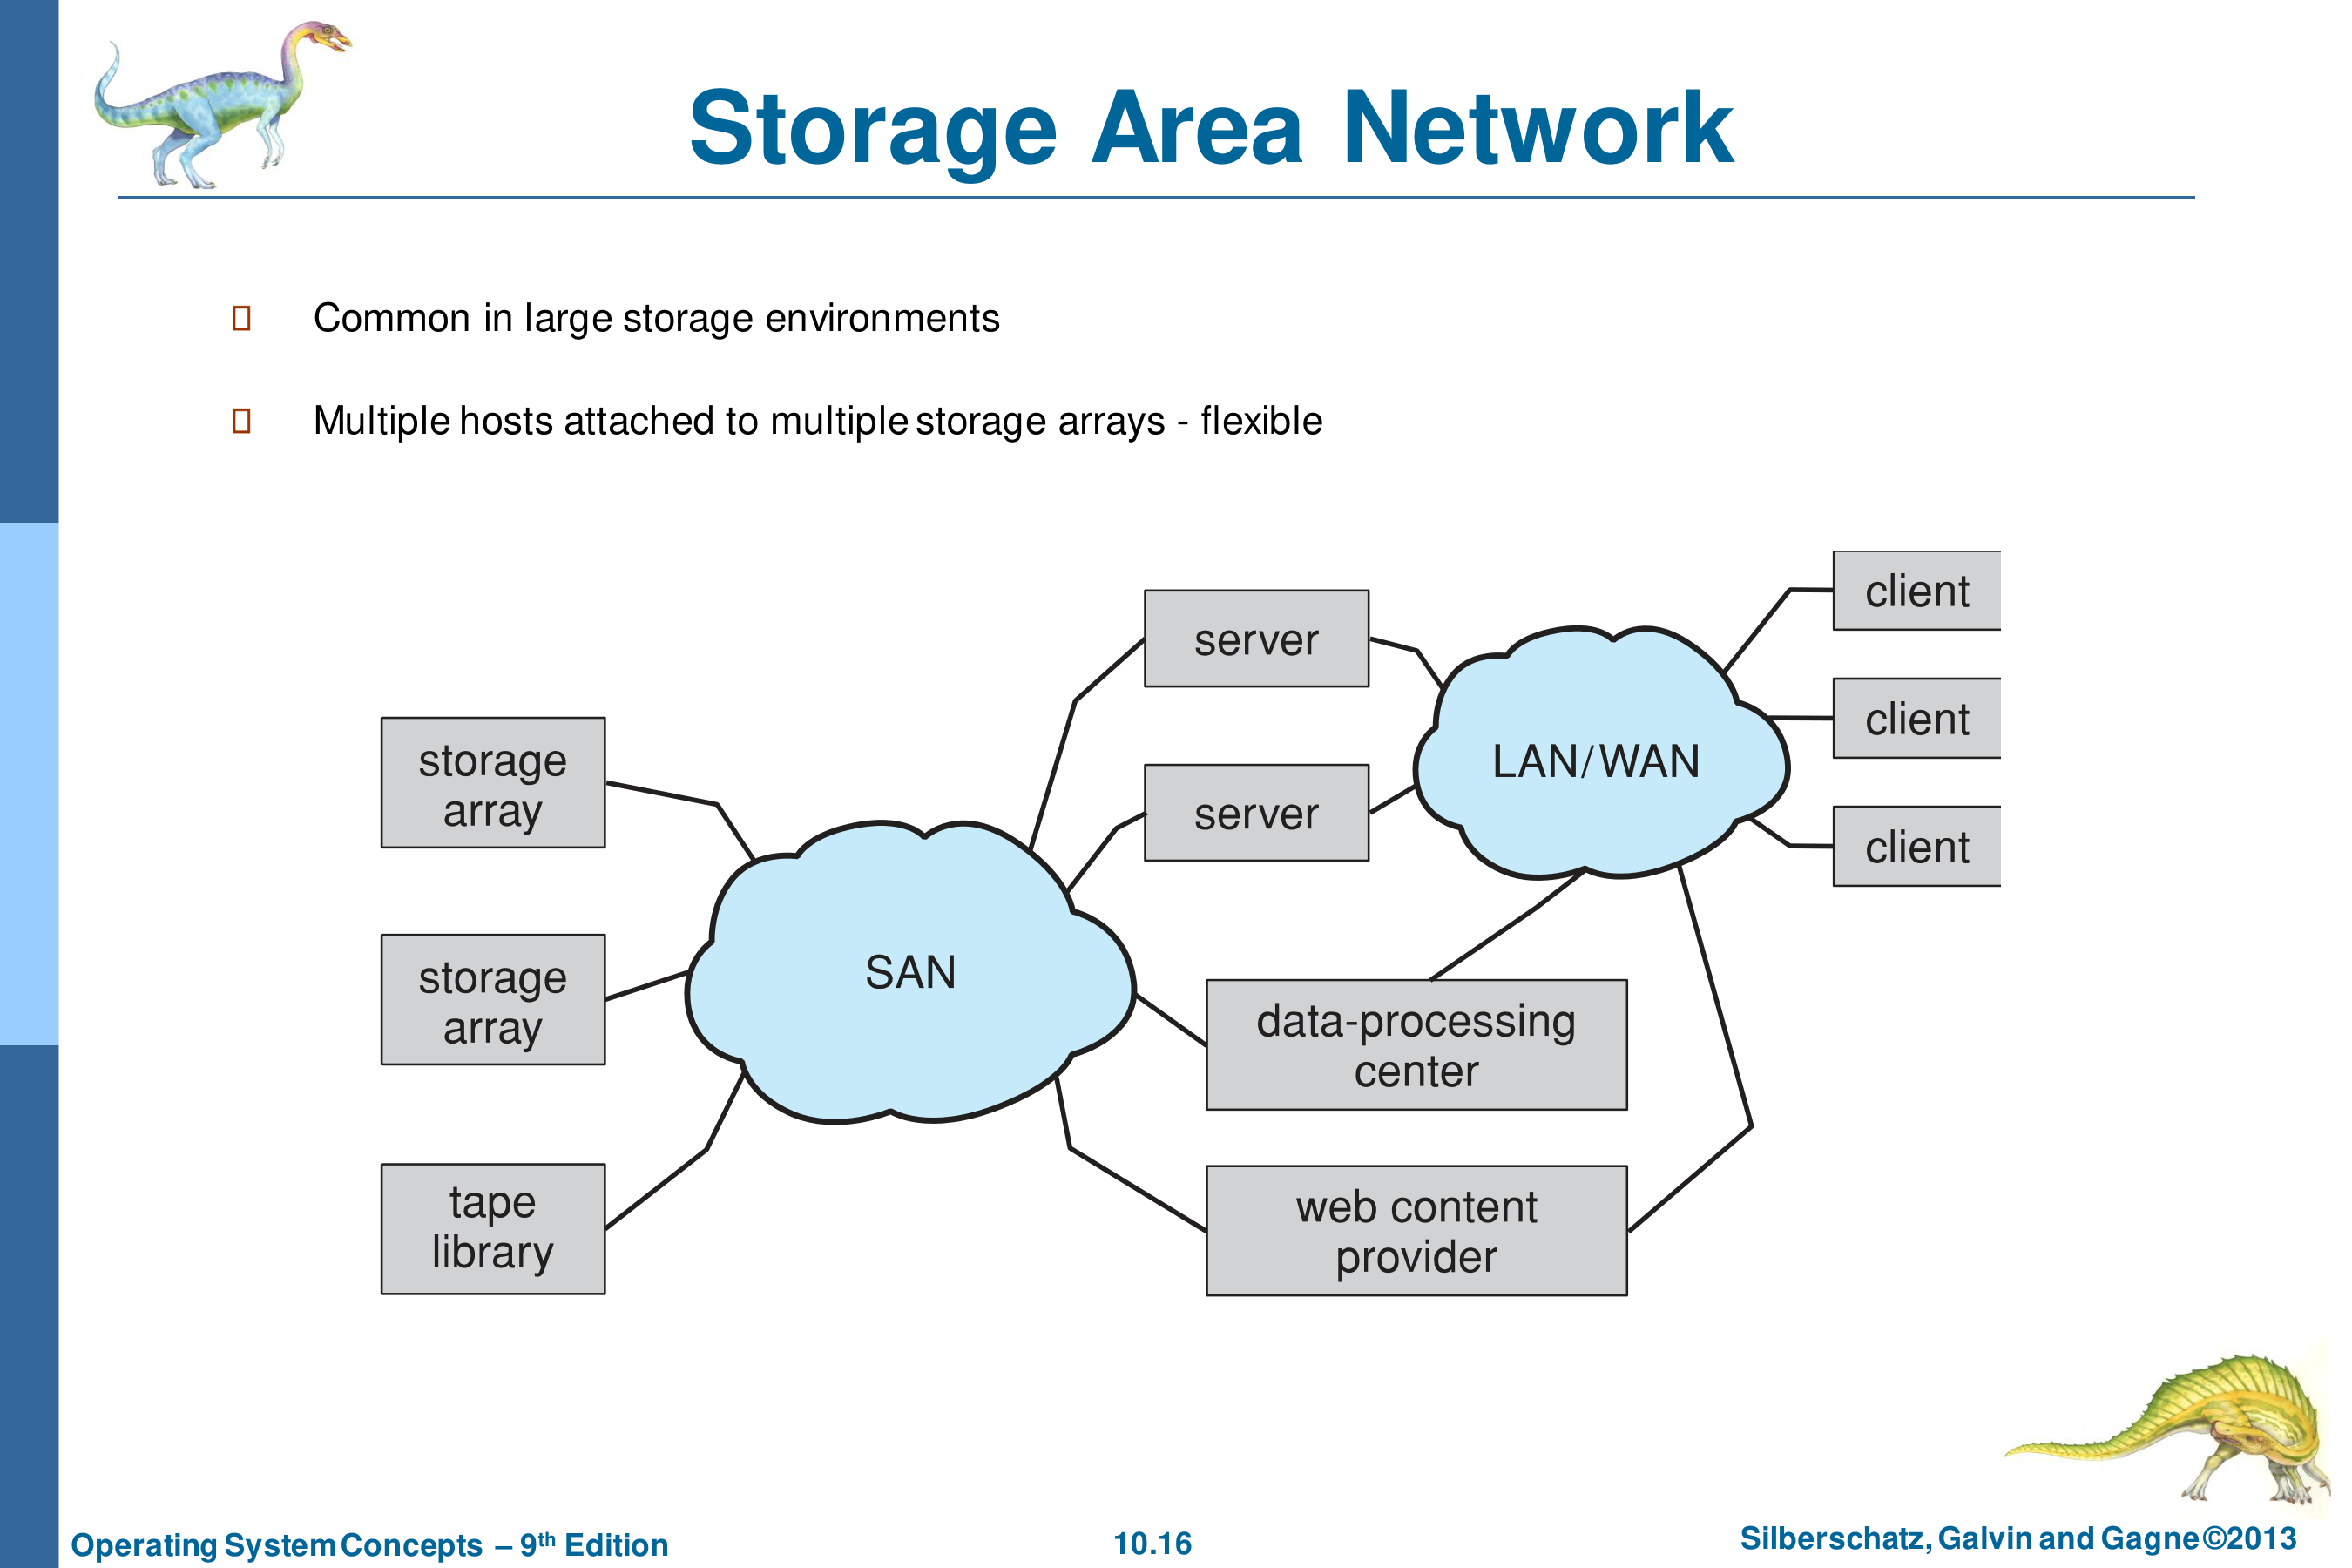 Storage Area Network
Common in large storage environments
Multiple hosts attached to multiple storage arrays - flexible
client
server
client
storage
array
LAN/WAN
server
client
storage
array
SAN
data-processing
center
tape
library
web content
provider
Operating System Concepts – 9th Edition
10.16
Silberschatz, Galvin and Gagne ©2013